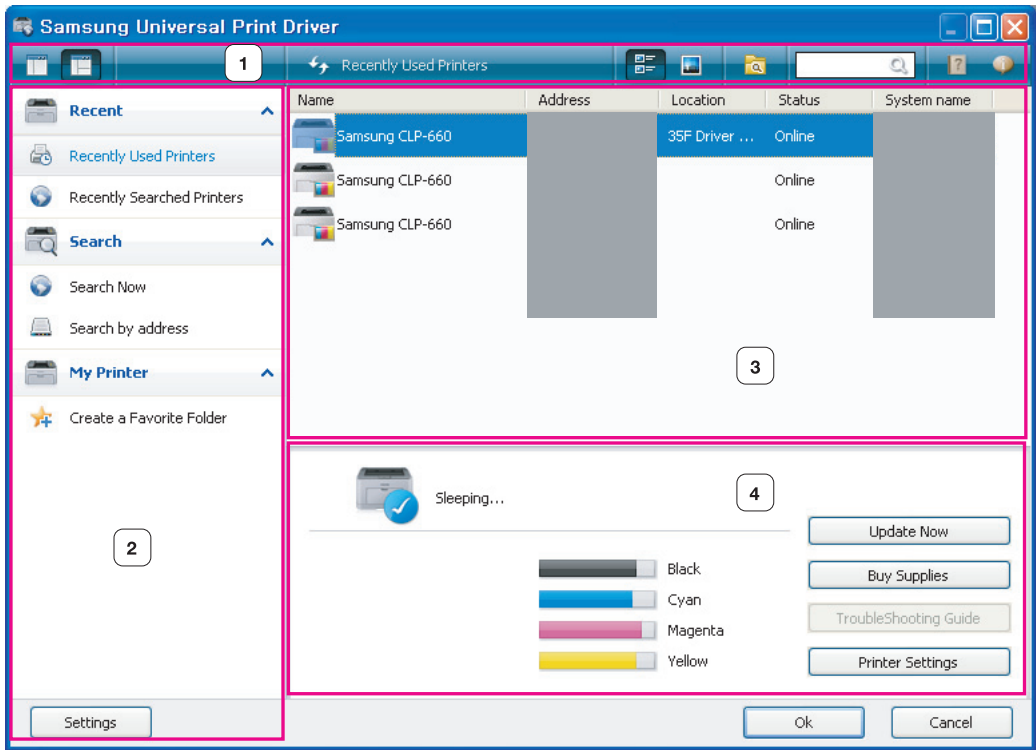 Samsung Universal Print Driver
1
Recently Used Printers
Recent
Recently Used Printers
Recently Searched Printers
Search
Search Now
Search by address
My Printer
Create a Favorite Folder
2
Settings
Name Address Location Status System name
Samsung CLP-660 35F Driver ... Online
Samsung CLP-660 Online
Samsung CLP-660 Online
3
Sleeping...
4
Black
Cyan
Magenta
Yellow
Update Now
Buy Supplies
TroubleShooting Guide
Printer Settings
Ok Cancel